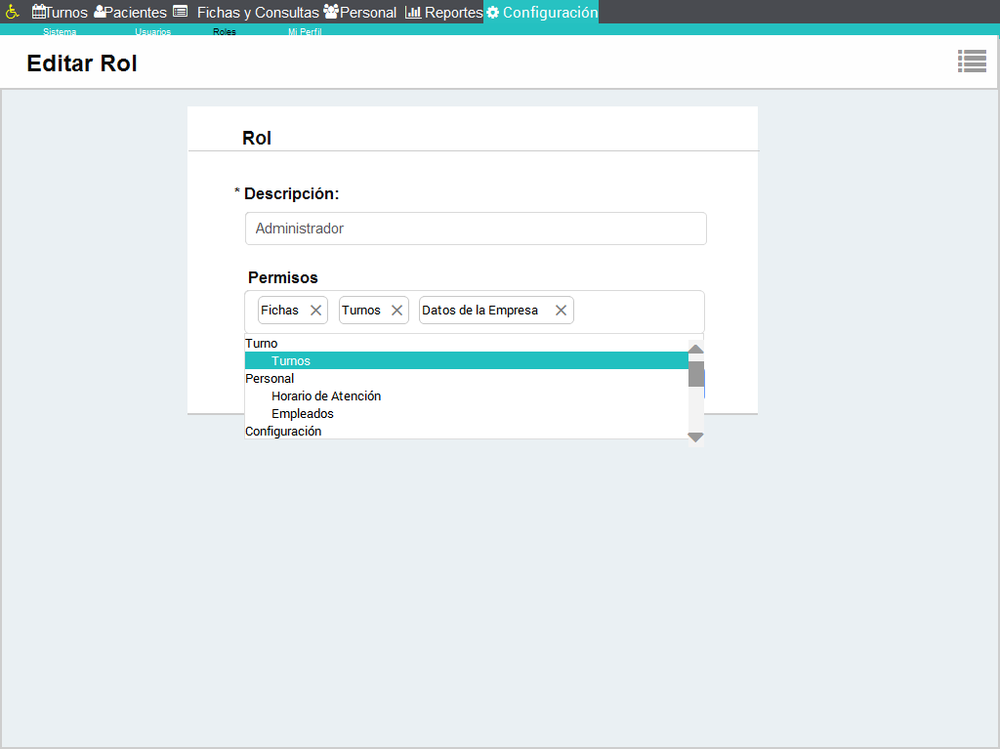 Turnos Pacientes Fichas y Consultas Personal Reportes Configuración
Sistema Usuarios Roles Mi Perfil
Editar Rol
Rol
* Descripción:
Administrador
Permisos
Fichas Turnos Datos de la Empresa
Turno
Turnos
Personal
Horario de Atención
Empleados
Configuración